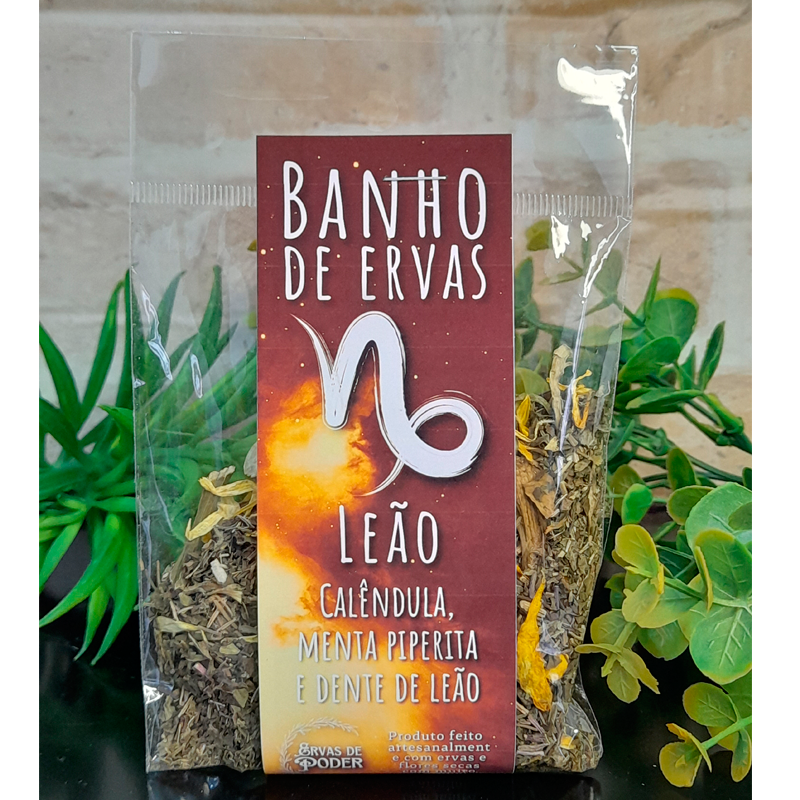 BANHO
DE ERVAS
LEÃO
CALÊNDULA,
MENTA PIPERITA
E DENTE DE LEÃO
ERVAS DE
PODER
Produto feito
artesanalment
e com ervas e
flores secas